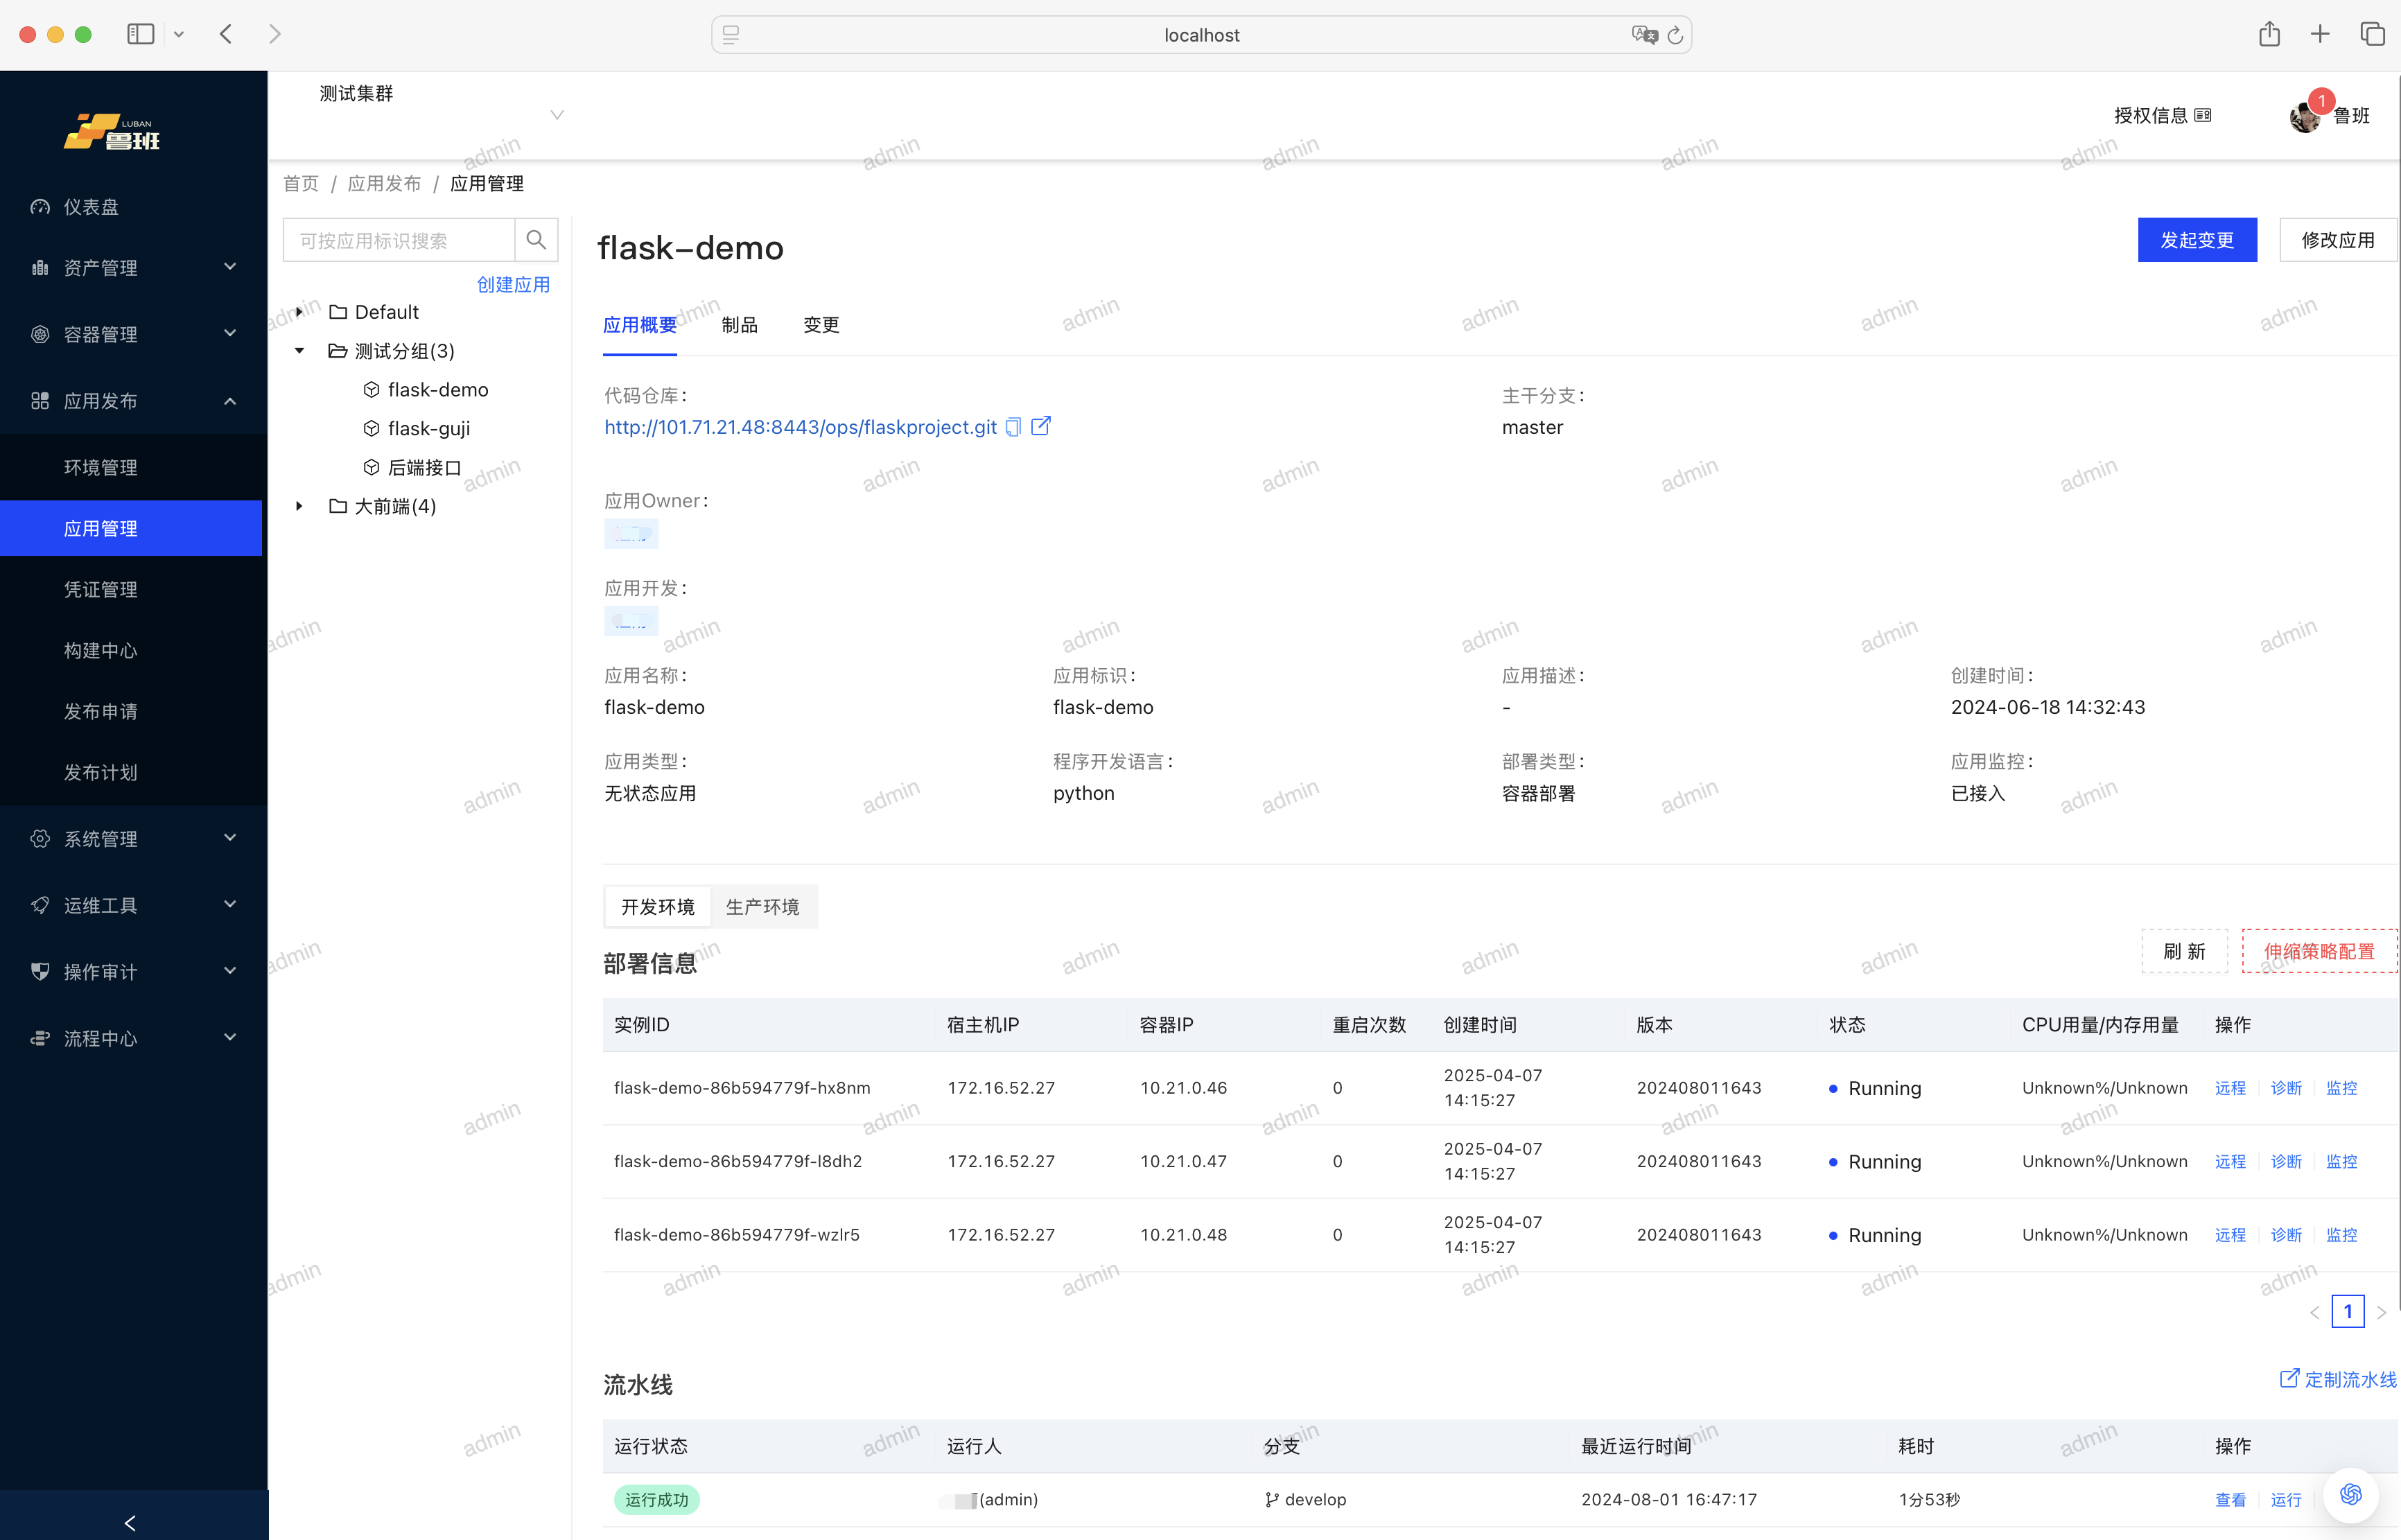 localhost
LUBAN
鲁班
测试集群
授权信息
1
鲁班
仪表盘
资产管理
容器管理
应用发布
环境管理
应用管理
凭证管理
构建中心
发布申请
发布计划
系统管理
运维工具
操作审计
流程中心
首页 / 应用发布 / 应用管理
可按应用标识搜索
创建应用
Default
测试分组(3)
flask-demo
flask-guji
后端接口
大前端(4)
flask-demo
发起变更 修改应用
应用概要 制品 变更
代码仓库: 主干分支:
http://101.71.21.48:8443/ops/flaskproject.git master
应用Owner:
应用开发:
应用名称: 应用标识: 应用描述: 创建时间:
flask-demo flask-demo - 2024-06-18 14:32:43
应用类型: 程序开发语言: 部署类型: 应用监控:
无状态应用 python 容器部署 已接入
开发环境 生产环境
部署信息
刷 新 伸缩策略配置
实例ID 宿主机IP 容器IP 重启次数 创建时间 版本 状态 CPU用量/内存用量 操作
flask-demo-86b594779f-hx8nm 172.16.52.27 10.21.0.46 0 2025-04-07 14:15:27 202408011643 Running Unknown%/Unknown 远程 诊断 监控
flask-demo-86b594779f-l8dh2 172.16.52.27 10.21.0.47 0 2025-04-07 14:15:27 202408011643 Running Unknown%/Unknown 远程 诊断 监控
flask-demo-86b594779f-wzlr5 172.16.52.27 10.21.0.48 0 2025-04-07 14:15:27 202408011643 Running Unknown%/Unknown 远程 诊断 监控
1
流水线
定制流水线
运行状态 运行人 分支 最近运行时间 耗时 操作
运行成功 (admin) develop 2024-08-01 16:47:17 1分53秒 查看 运行
admin